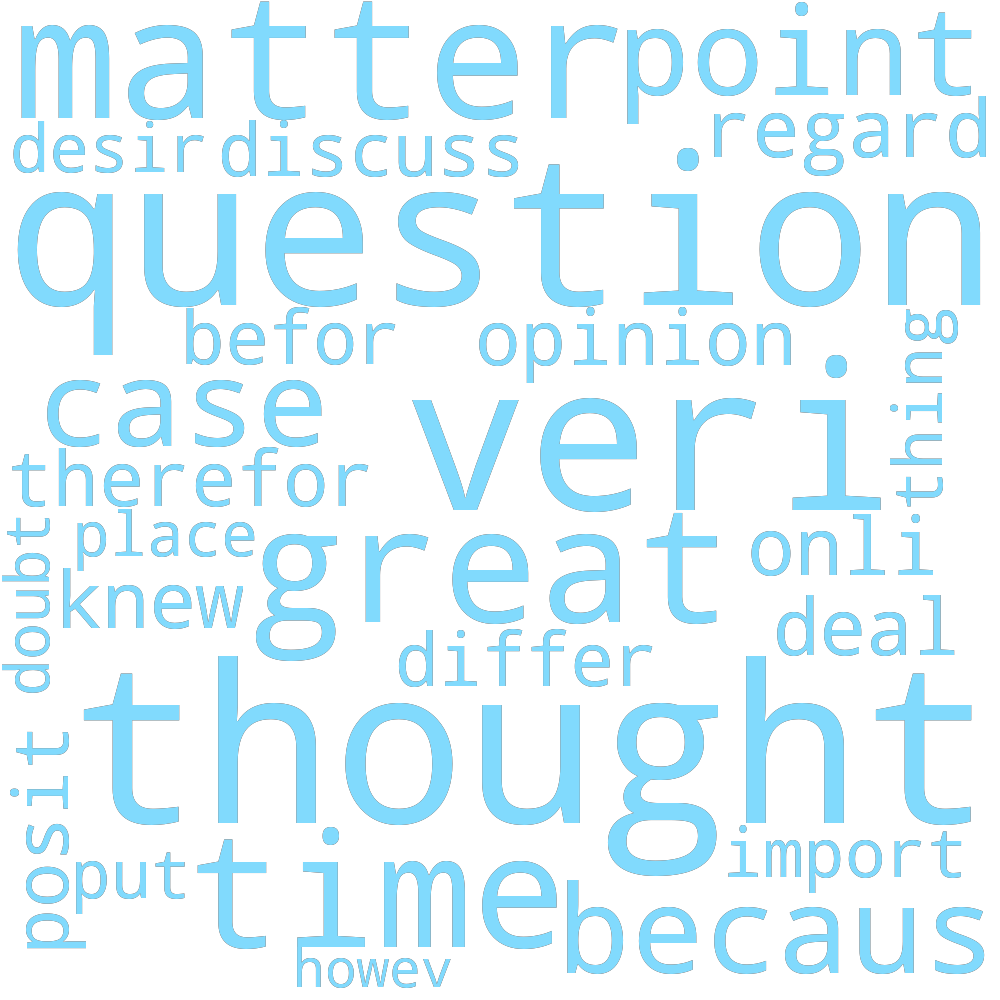 matter
point
desir
discuss
regard
question
befor
opinion
thing
case
veri
therefor
place
doubt
great
onli
knew
deal
differ
thought
posit
put
time
import
becaus
howev